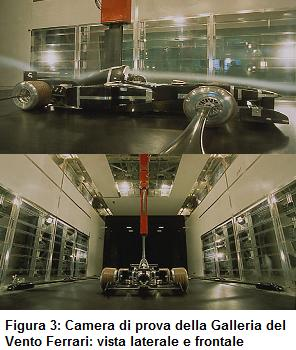 Figura 3: Camera di prova della Galleria del
Vento Ferrari: vista laterale e frontale